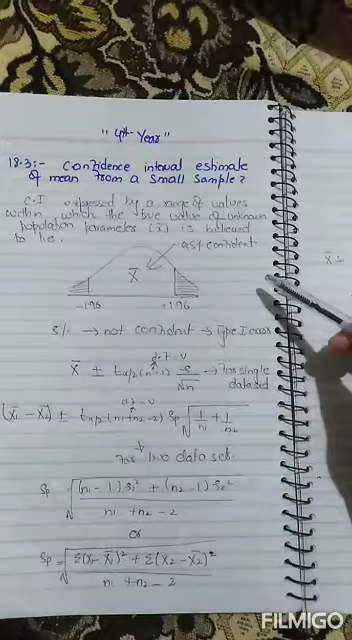 "4th Year"
18.3:- Confidence interval estimate
of mean from a small sample?
C.I expressed by a range of values
within which the true value of unknown
population parameters (x̄) is believed
to lie.
95% confident
X̄
-1.96 +1.96
x̄ =
5% → not confident → Type I error
d.f = v
X̄ ± tα/2(n-1) s/√n → For single
data set
d.f = v
(X̄1 - X̄2) ± tα/2(n1+n2-2) Sp √(1/n1 + 1/n2)
↓
For two data sets.
Sp = √((n1 - 1)s1² + (n2 - 1)s2² / n1 + n2 - 2)
or
Sp = √(Σ(X1 - X̄1)² + Σ(X2 - X̄2)² / n1 + n2 - 2)
FILMIGO